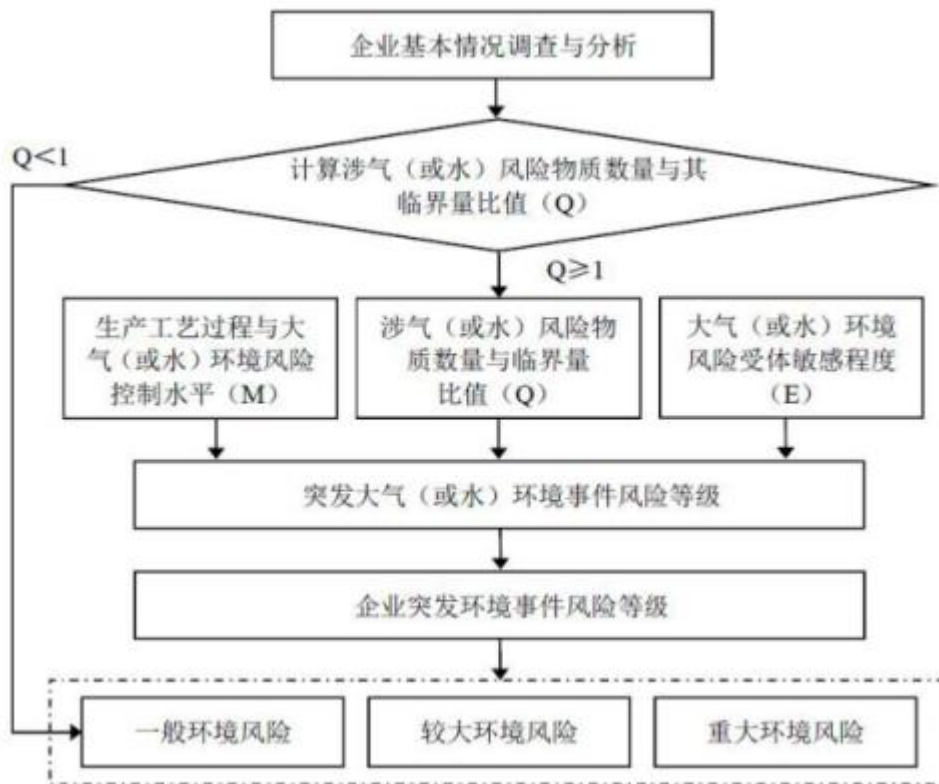 企业基本情况调查与分析
Q＜1
计算涉气（或水）风险物质数量与其
临界量比值（Q）
Q≥1
生产工艺过程与大
气（或水）环境风险
控制水平（M）
涉气（或水）风险物
质数量与临界量
比值（Q）
大气（或水）环境
风险受体敏感程度
（E）
突发大气（或水）环境事件风险等级
企业突发环境事件风险等级
一般环境风险
较大环境风险
重大环境风险